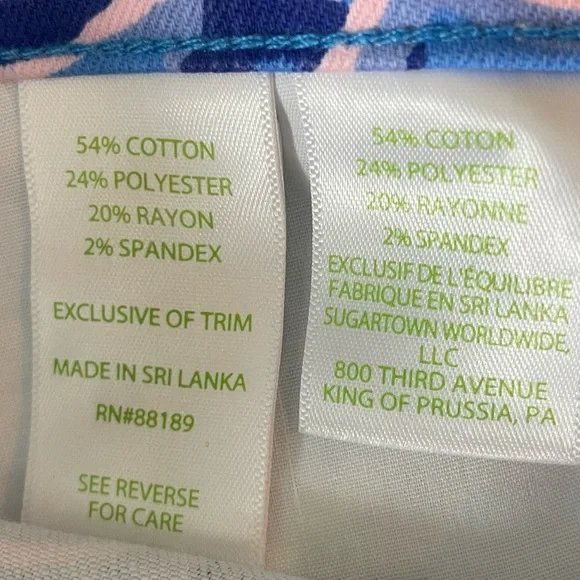 54% COTTON
24% POLYESTER
20% RAYON
2% SPANDEX
EXCLUSIVE OF TRIM
MADE IN SRI LANKA
RN#88189
SEE REVERSE
FOR CARE
54% COTON
24% POLYESTER
20% RAYONNE
2% SPANDEX
EXCLUSIF DE L'ÉQUILIBRE
FABRIQUE EN SRI LANKA
SUGARTOWN WORLDWIDE,
LLC
800 THIRD AVENUE
KING OF PRUSSIA, PA